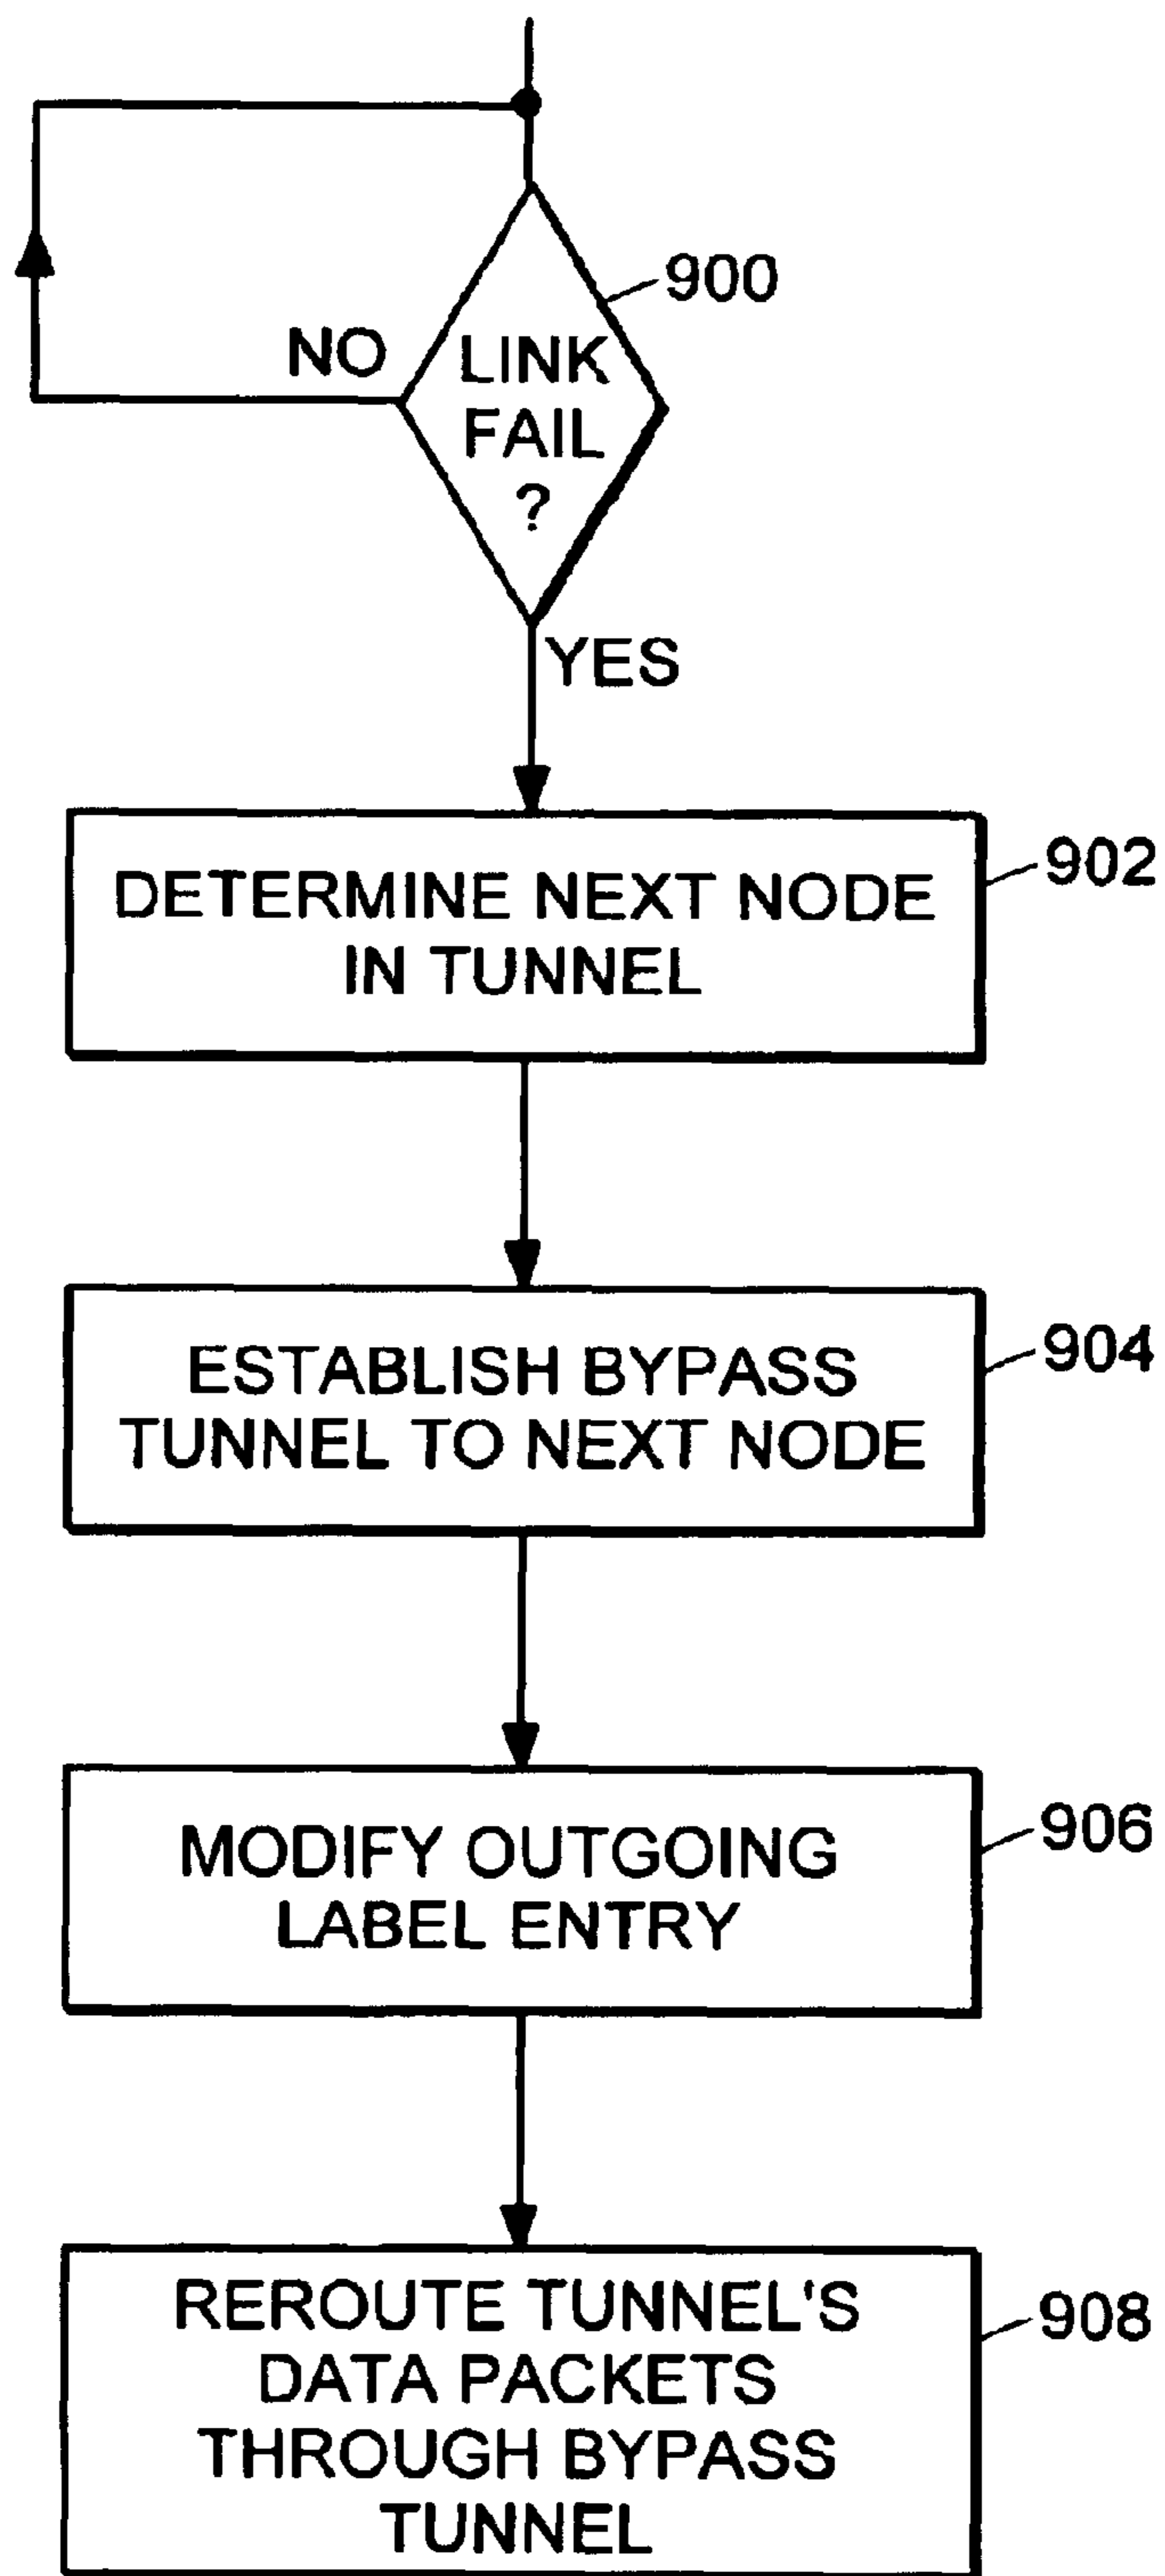 900
NO
LINK
FAIL
?
YES
902
DETERMINE NEXT NODE
IN TUNNEL
904
ESTABLISH BYPASS
TUNNEL TO NEXT NODE
906
MODIFY OUTGOING
LABEL ENTRY
908
REROUTE TUNNEL'S
DATA PACKETS
THROUGH BYPASS
TUNNEL